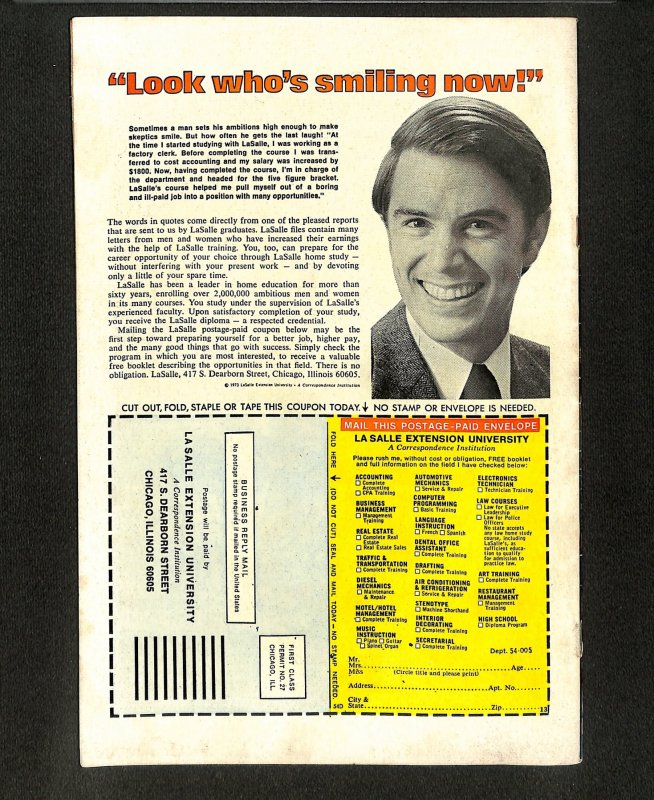 “Look who’s smiling now!”
Sometimes a man sets his ambitions high enough to make
skeptics smile. But how often he gets the last laugh! "At
the time I started studying with LaSalle, I was working as a
factory clerk. Before completing the course I was trans-
ferred to cost accounting and my salary was increased by
$1800. Now, having completed the course, I'm in charge of
the department and headed for the five figure bracket.
LaSalle's course helped me pull myself out of a boring
and ill-paid job into a position with many opportunities."
The words in quotes come directly from one of the pleased reports
that are sent to us by LaSalle graduates. LaSalle files contain many
letters from men and women who have increased their earnings
with the help of LaSalle training. You, too, can prepare for the
career opportunity of your choice through LaSalle home study —
without interfering with your present work — and by devoting
only a little of your spare time.
LaSalle has been a leader in home education for more than
sixty years, enrolling over 2,000,000 ambitious men and women
in its many courses. You study under the supervision of LaSalle's
experienced faculty. Upon satisfactory completion of your study,
you receive the LaSalle diploma — a respected credential.
Mailing the LaSalle postage-paid coupon below may be the
first step toward preparing yourself for a better job, higher pay,
and the many good things that go with success. Simply check the
program in which you are most interested, to receive a valuable
free booklet describing the opportunities in that field. There is no
obligation. LaSalle, 417 S. Dearborn Street, Chicago, Illinois 60605.
© 1973 LaSalle Extension University • A Correspondence Institution
CUT OUT, FOLD, STAPLE OR TAPE THIS COUPON TODAY. NO STAMP OR ENVELOPE IS NEEDED.
BUSINESS REPLY MAIL
No postage stamp required if mailed in the United States
Postage will be paid by
LA SALLE EXTENSION UNIVERSITY
A Correspondence Institution
417 S. DEARBORN STREET
CHICAGO, ILLINOIS 60605
FIRST CLASS
PERMIT NO. 27
CHICAGO, ILL.
FOLD HERE (DO NOT CUT) SEAL AND MAIL TODAY — NO STAMP NEEDED.
54D
MAIL THIS POSTAGE-PAID ENVELOPE
LA SALLE EXTENSION UNIVERSITY
A Correspondence Institution
Please rush me, without cost or obligation, FREE booklet
and full information on the field I have checked below:
ACCOUNTING
Complete
Accounting
CPA Training
BUSINESS
MANAGEMENT
Management
Training
REAL ESTATE
Complete Real
Estate
Real Estate Sales
TRAFFIC &
TRANSPORTATION
Complete Training
DIESEL
MECHANICS
Maintenance
& Repair
MOTEL/HOTEL
MANAGEMENT
Complete Training
MUSIC
INSTRUCTION
Piano Guitar
Spinet Organ
AUTOMOTIVE
MECHANICS
Service & Repair
COMPUTER
PROGRAMMING
Basic Training
LANGUAGE
INSTRUCTION
French Spanish
DENTAL OFFICE
ASSISTANT
Complete Training
DRAFTING
Complete Training
AIR CONDITIONING
& REFRIGERATION
Service & Repair
STENOTYPE
Machine Shorthand
INTERIOR
DECORATING
Complete Training
SECRETARIAL
Complete Training
ELECTRONICS
TECHNICIAN
Technician Training
LAW COURSES
Law for Executive
Leadership
Law for Police
Officers
No state accepts
any law home study
course, including
LaSalle's, as
sufficient educa-
tion to qualify
for admission to
practice law.
ART TRAINING
Complete Training
RESTAURANT
MANAGEMENT
Management
Training
HIGH SCHOOL
Diploma Program
Dept. 54-005
Mr.
Mrs. Age
Miss (Circle title and please print)
Address Apt. No.
City &
State Zip 13